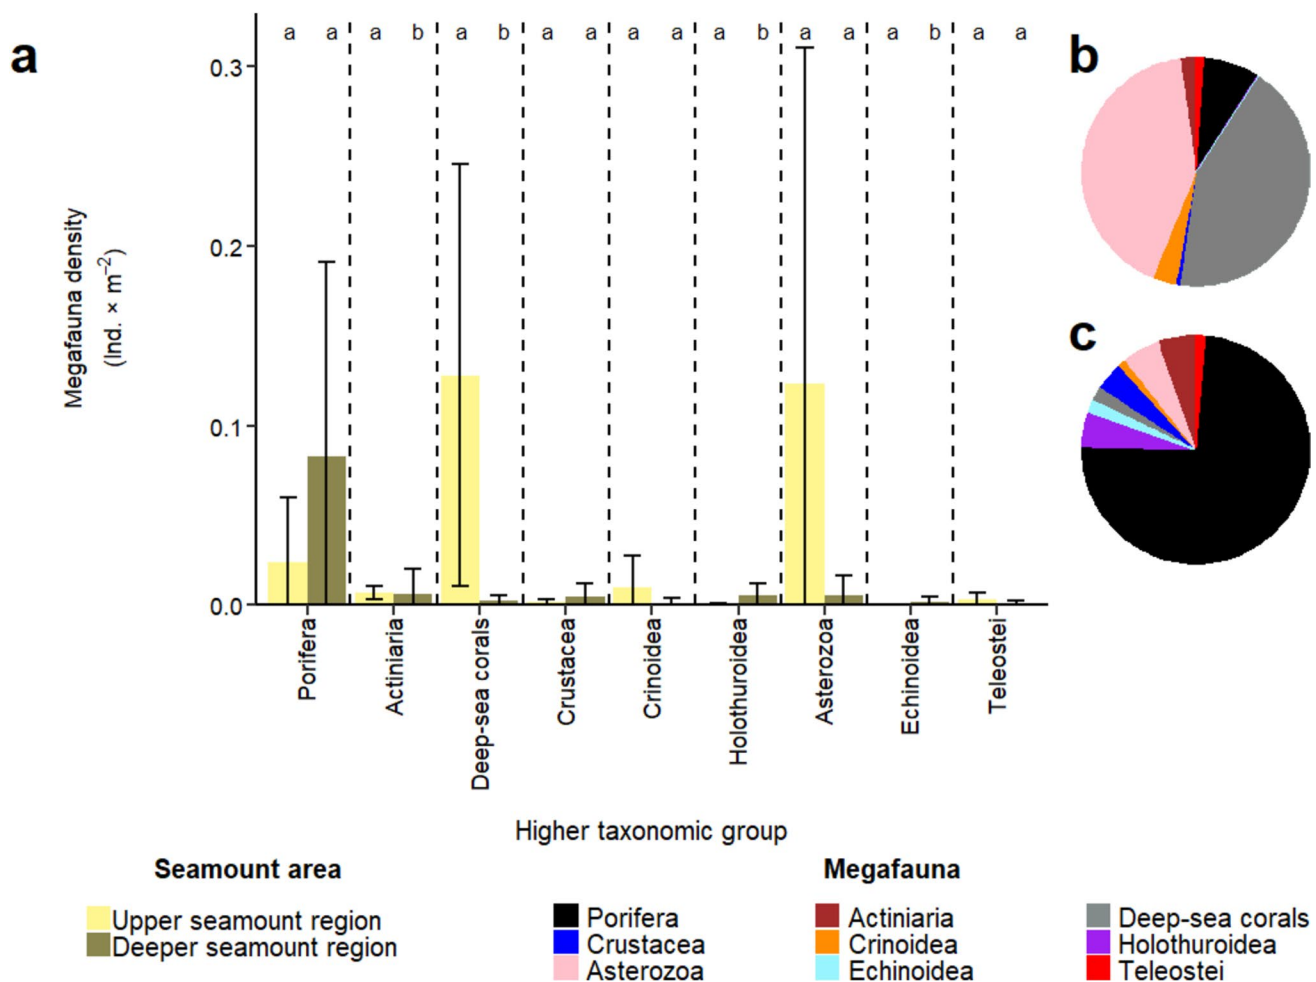 a
a a a b a b a a a a a b a a a b a a
b
0.3
0.2
0.1
0.0
Megafauna density
(Ind. × m⁻²)
c
Porifera
Actiniaria
Deep-sea corals
Crustacea
Crinoidea
Holothuroidea
Asterozoa
Echinoidea
Teleostei
Higher taxonomic group
Seamount area
Upper seamount region
Deeper seamount region
Megafauna
Porifera
Actiniaria
Deep-sea corals
Crustacea
Crinoidea
Holothuroidea
Asterozoa
Echinoidea
Teleostei